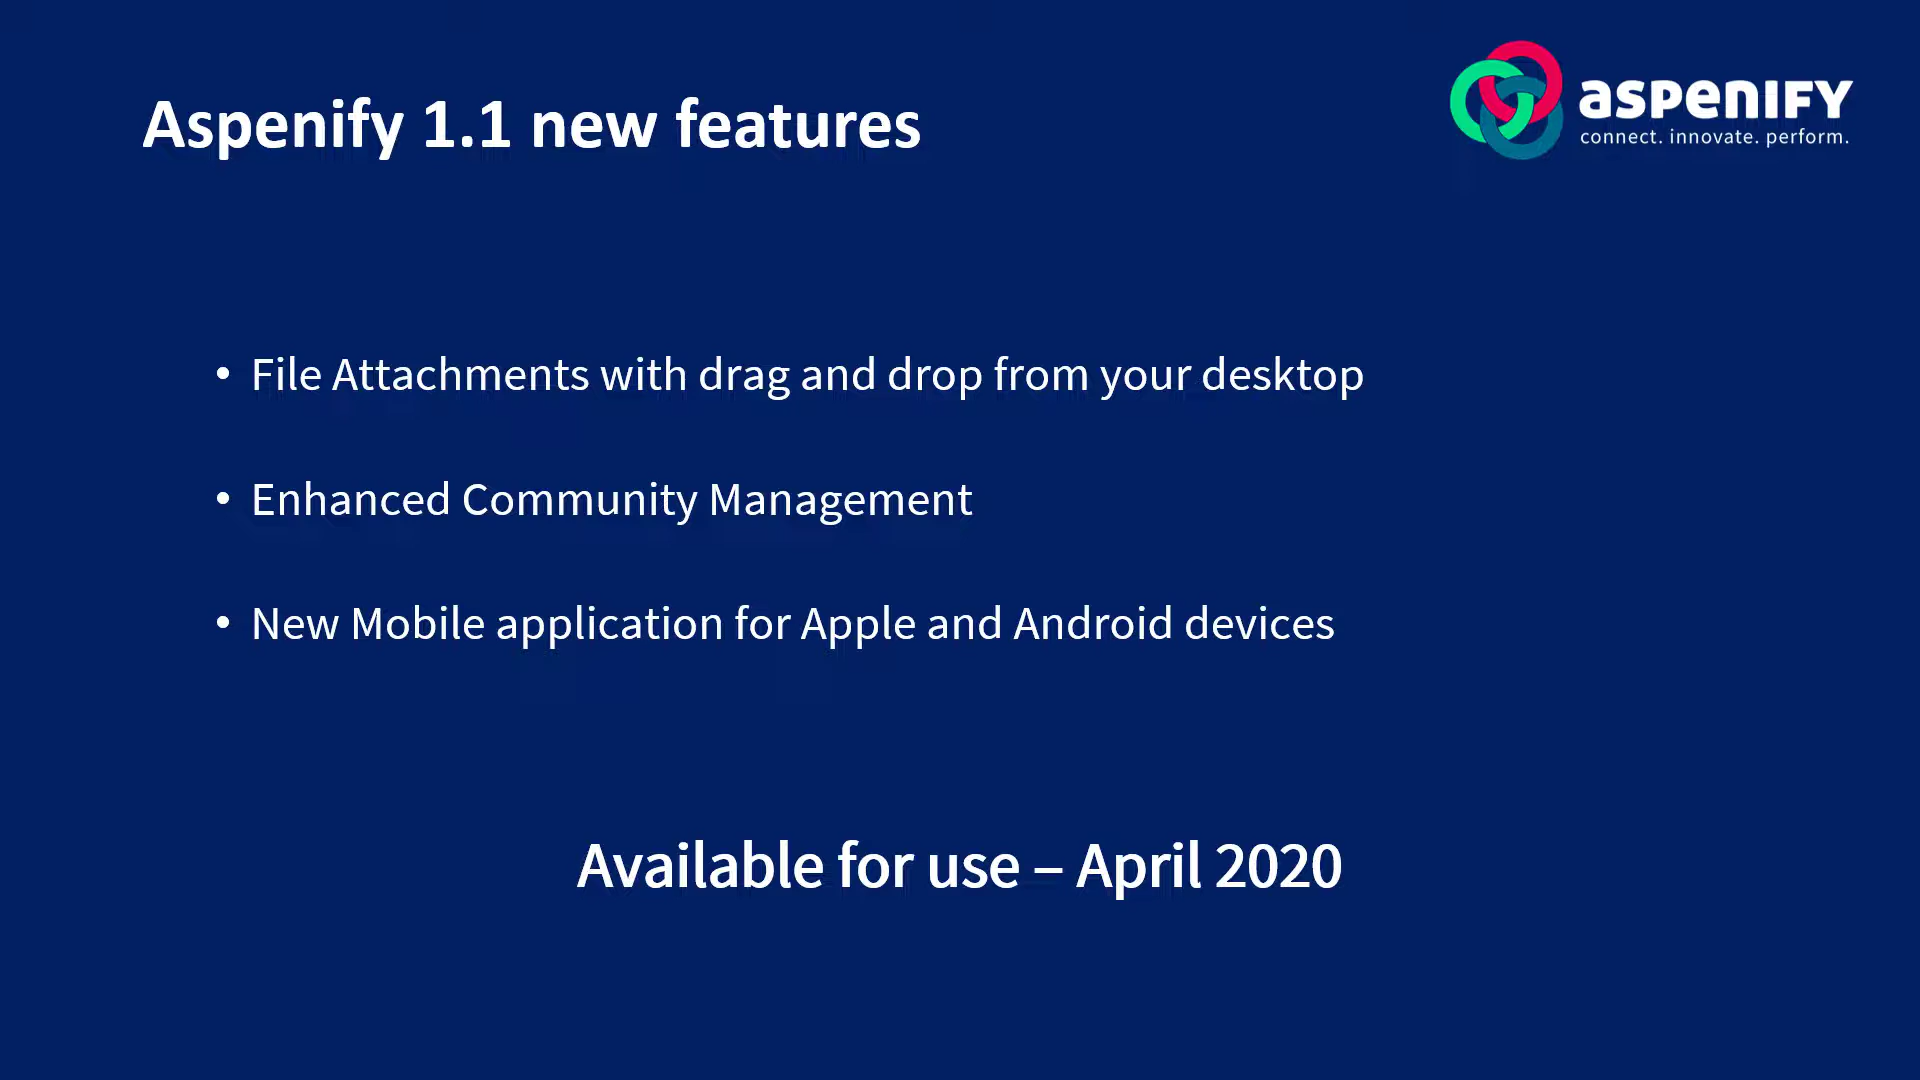 Aspenify 1.1 new features
aspenIFY
connect. innovate. perform.
• File Attachments with drag and drop from your desktop
• Enhanced Community Management
• New Mobile application for Apple and Android devices
Available for use – April 2020